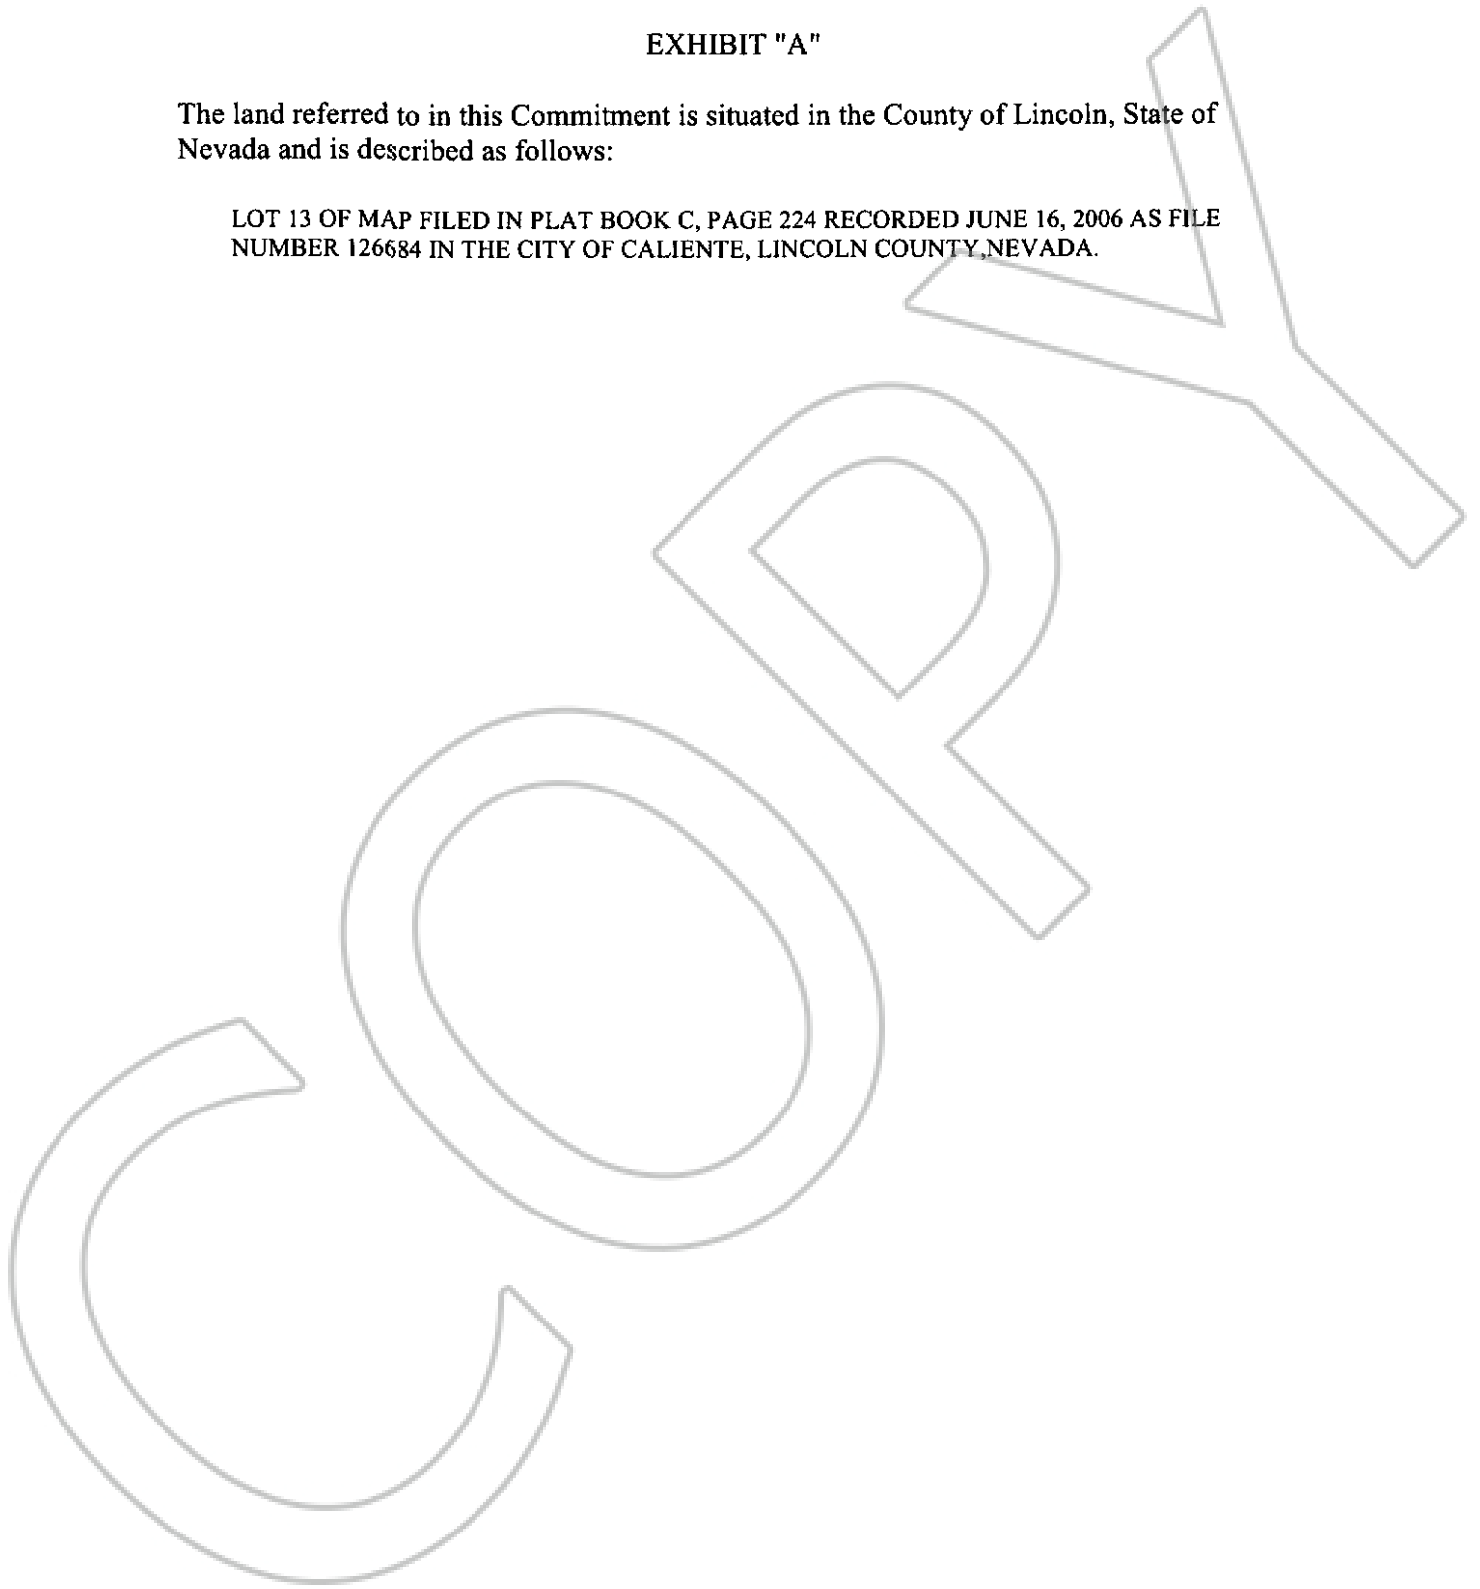 EXHIBIT "A"
The land referred to in this Commitment is situated in the County of Lincoln, State of
Nevada and is described as follows:
LOT 13 OF MAP FILED IN PLAT BOOK C, PAGE 224 RECORDED JUNE 16, 2006 AS FILE
NUMBER 126684 IN THE CITY OF CALIENTE, LINCOLN COUNTY,NEVADA.
COPY